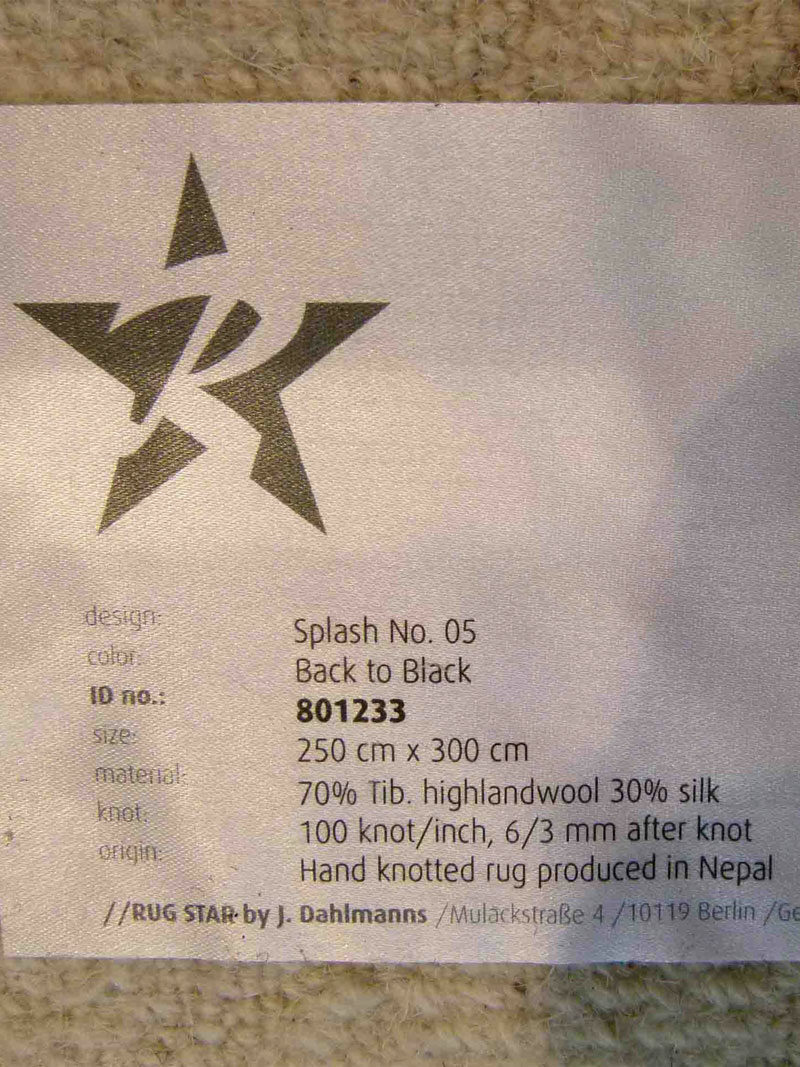 design: Splash No. 05
color: Back to Black
ID no.: 801233
size: 250 cm x 300 cm
material: 70% Tib. highlandwool 30% silk
knot: 100 knot/inch, 6/3 mm after knot
origin: Hand knotted rug produced in Nepal
//RUG STAR by J. Dahlmanns /Mulackstraße 4 /10119 Berlin /Ge